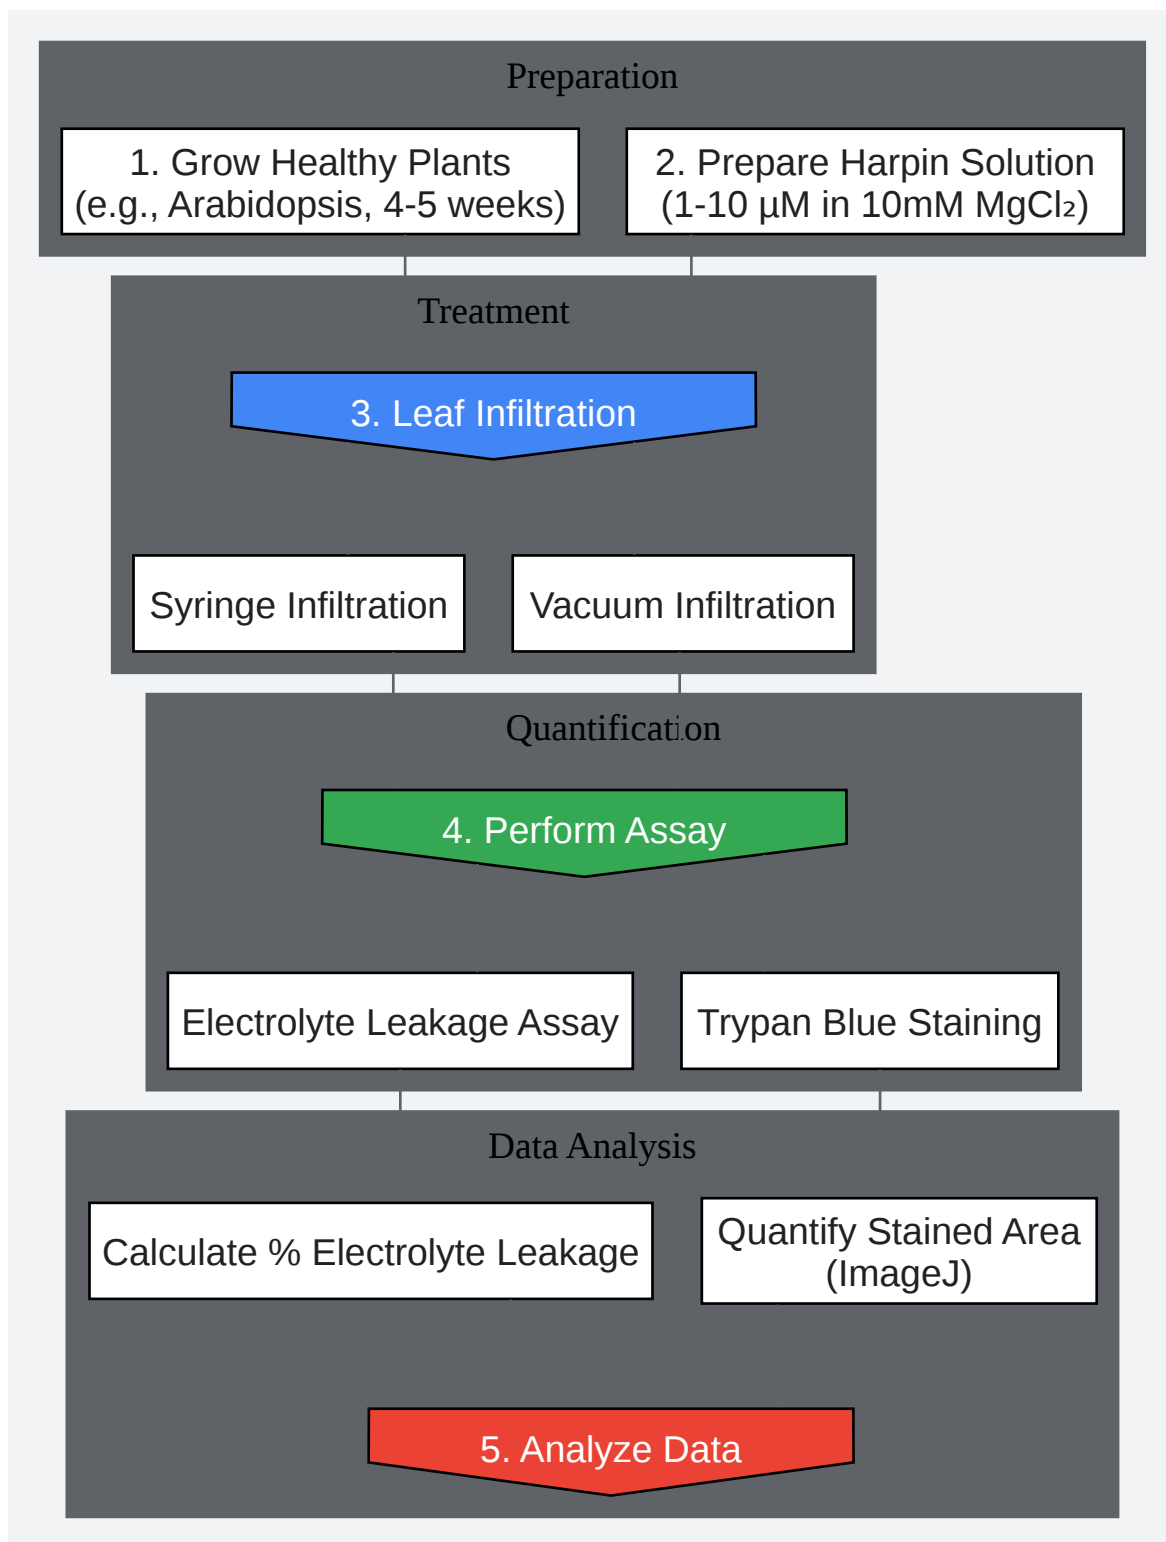 Preparation
1. Grow Healthy Plants
(e.g., Arabidopsis, 4-5 weeks)
2. Prepare Harpin Solution
(1-10 µM in 10mM MgCl₂)
Treatment
3. Leaf Infiltration
Syringe Infiltration
Vacuum Infiltration
Quantification
4. Perform Assay
Electrolyte Leakage Assay
Trypan Blue Staining
Data Analysis
Calculate % Electrolyte Leakage
Quantify Stained Area
(ImageJ)
5. Analyze Data